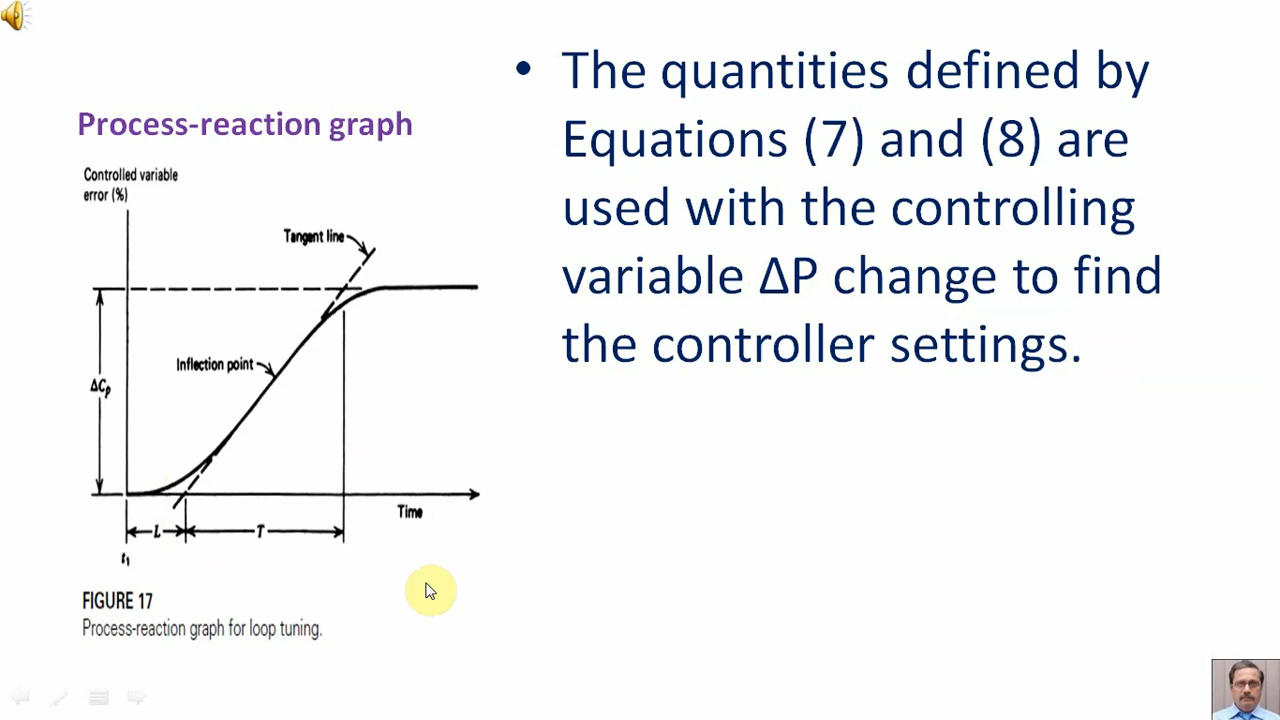 Process-reaction graph
Controlled variable
error (%)
Tangent line
Inflection point
ΔCp
L
T
Time
t1
FIGURE 17
Process-reaction graph for loop tuning.
• The quantities defined by
Equations (7) and (8) are
used with the controlling
variable ΔP change to find
the controller settings.